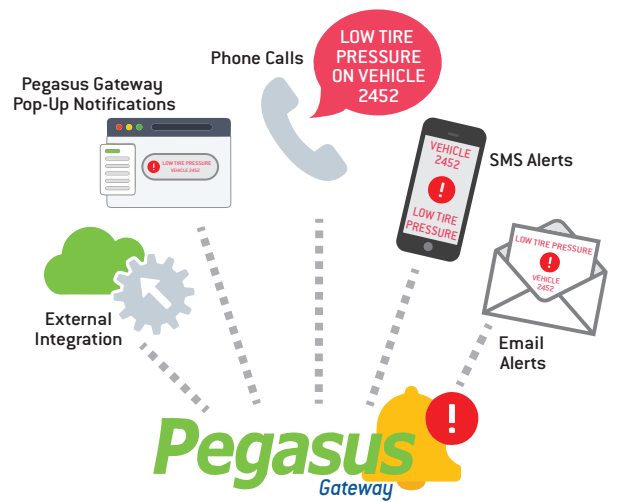 Phone Calls
LOW TIRE
PRESSURE
ON VEHICLE
2452
Pegasus Gateway
Pop-Up Notifications
LOW TIRE PRESSURE
VEHICLE 2452
!
VEHICLE
2452
!
LOW TIRE
PRESSURE
SMS Alerts
LOW TIRE PRESSURE
!
VEHICLE
2452
External
Integration
Email
Alerts
!
Pegasus
Gateway